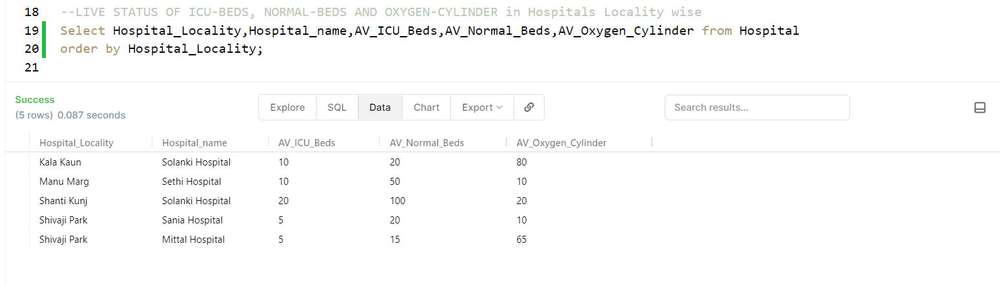 18 --LIVE STATUS OF ICU-BEDS, NORMAL-BEDS AND OXYGEN-CYLINDER in Hospitals Locality wise
19 Select Hospital_Locality,Hospital_name,AV_ICU_Beds,AV_Normal_Beds,AV_Oxygen_Cylinder from Hospital
20 order by Hospital_Locality;
21
Success
(5 rows) 0.087 seconds
Explore SQL Data Chart Export
Search results...
Hospital_Locality Hospital_name AV_ICU_Beds AV_Normal_Beds AV_Oxygen_Cylinder
Kala Kaun Solanki Hospital 10 20 80
Manu Marg Sethi Hospital 10 50 10
Shanti Kunj Solanki Hospital 20 100 20
Shivaji Park Sania Hospital 5 20 10
Shivaji Park Mittal Hospital 5 15 65